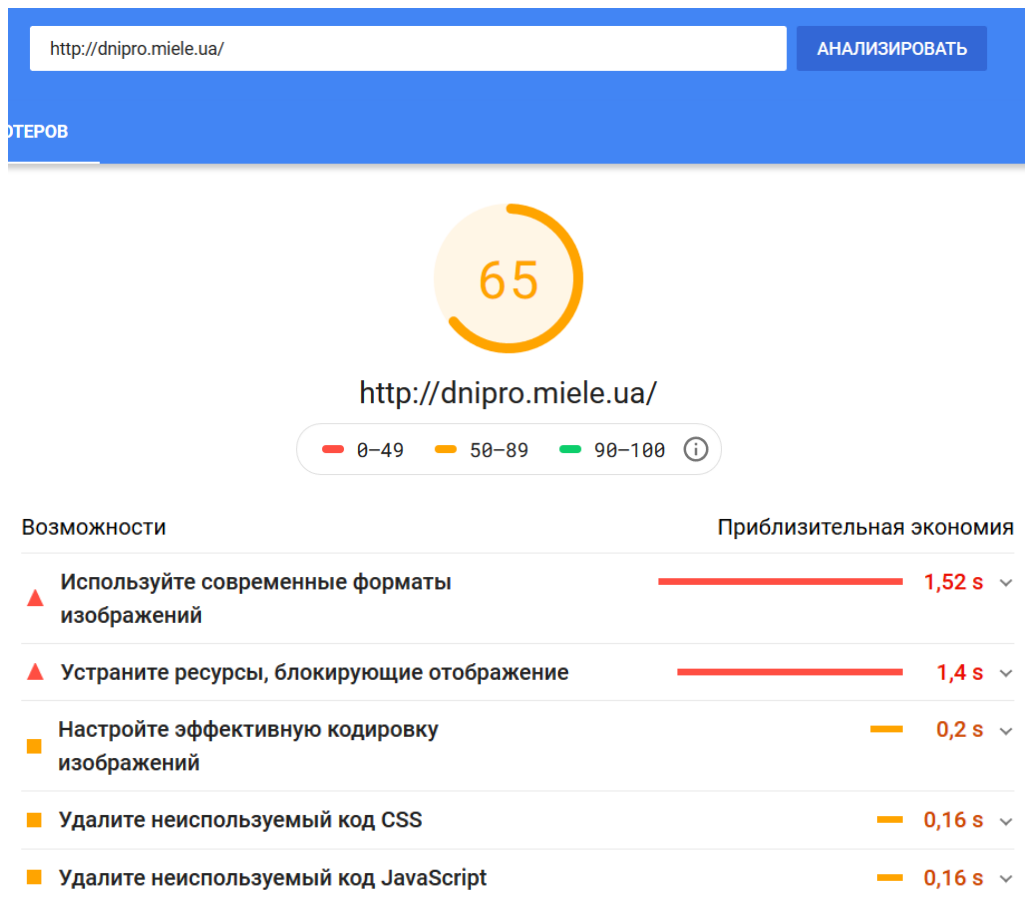 http://dnipro.miele.ua/
АНАЛИЗИРОВАТЬ
ОТЕРОВ
65
http://dnipro.miele.ua/
0–49 50–89 90–100
Возможности Приблизительная экономия
Используйте современные форматы 1,52 s
изображений
Устраните ресурсы, блокирующие отображение 1,4 s
Настройте эффективную кодировку 0,2 s
изображений
Удалите неиспользуемый код CSS 0,16 s
Удалите неиспользуемый код JavaScript 0,16 s